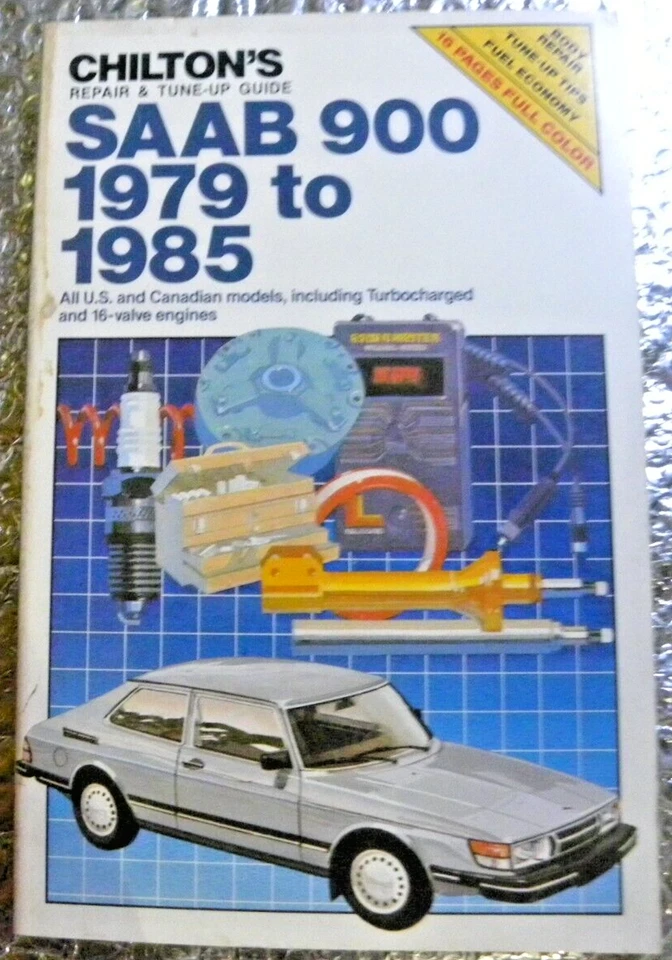 CHILTON'S
REPAIR & TUNE-UP GUIDE
SAAB 900
1979 to
1985
All U.S. and Canadian models, including Turbocharged
and 16-valve engines
BODY
REPAIR
TUNE-UP TIPS
FUEL ECONOMY
16 PAGES FULL COLOR